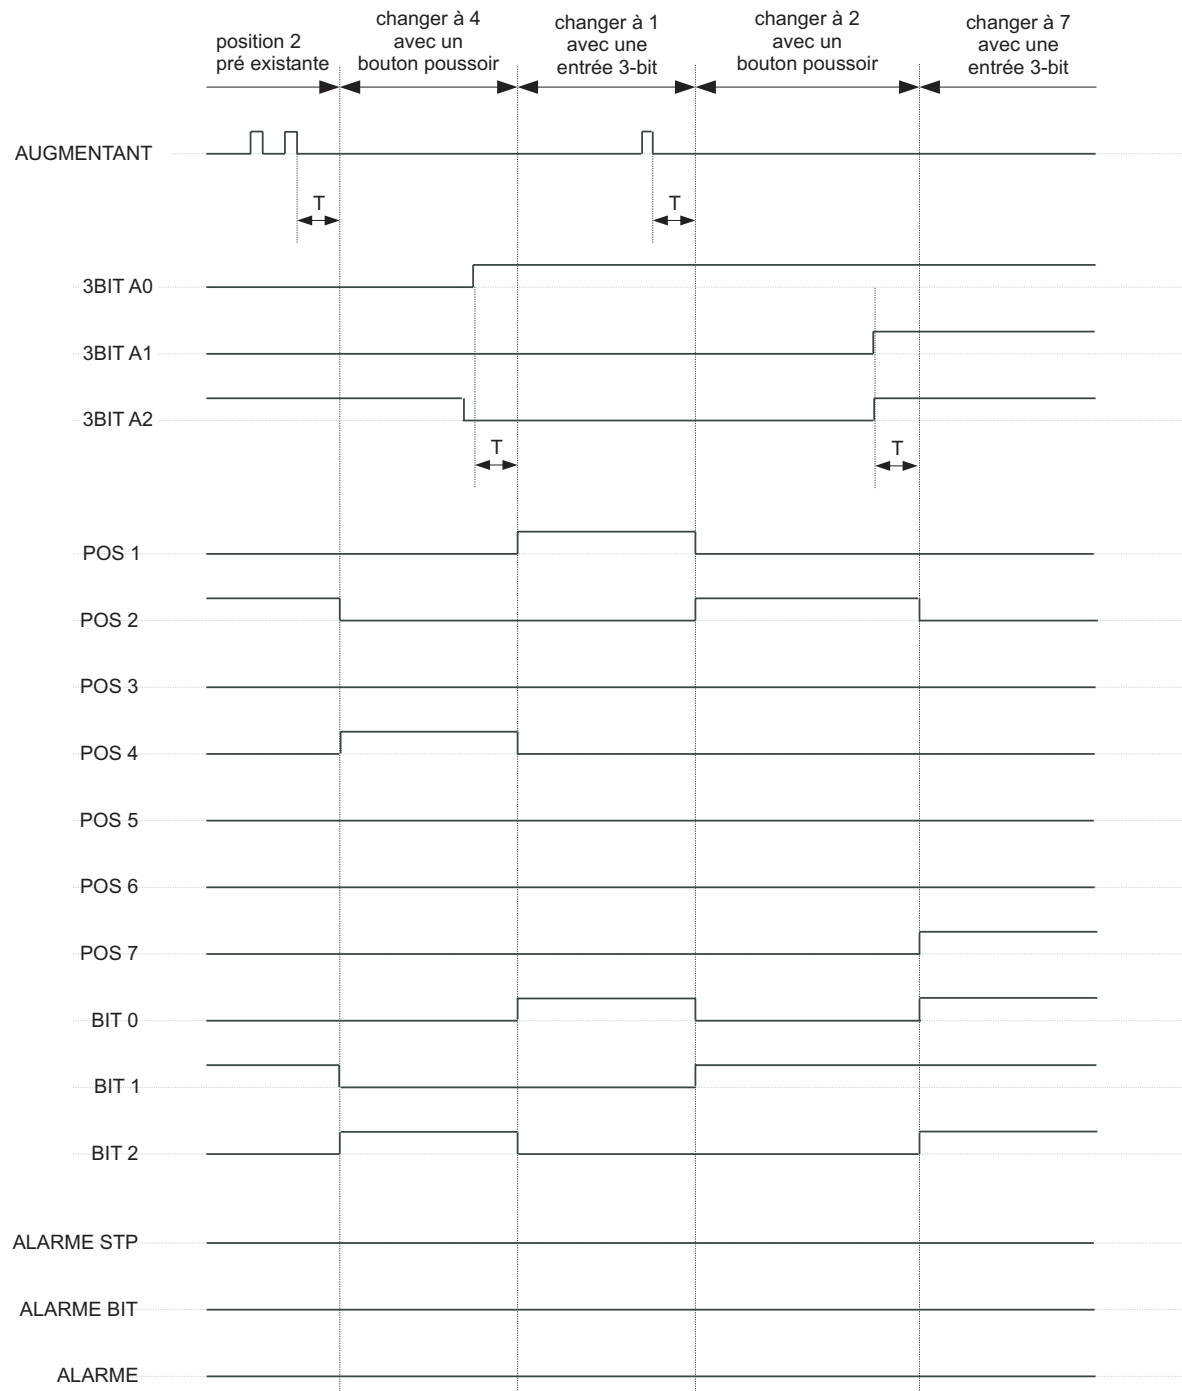 position 2
pré existante
changer à 4
avec un
bouton poussoir
changer à 1
avec une
entrée 3-bit
changer à 2
avec un
bouton poussoir
changer à 7
avec une
entrée 3-bit
AUGMENTANT
T
T
3BIT A0
3BIT A1
3BIT A2
T
T
POS 1
POS 2
POS 3
POS 4
POS 5
POS 6
POS 7
BIT 0
BIT 1
BIT 2
ALARME STP
ALARME BIT
ALARME